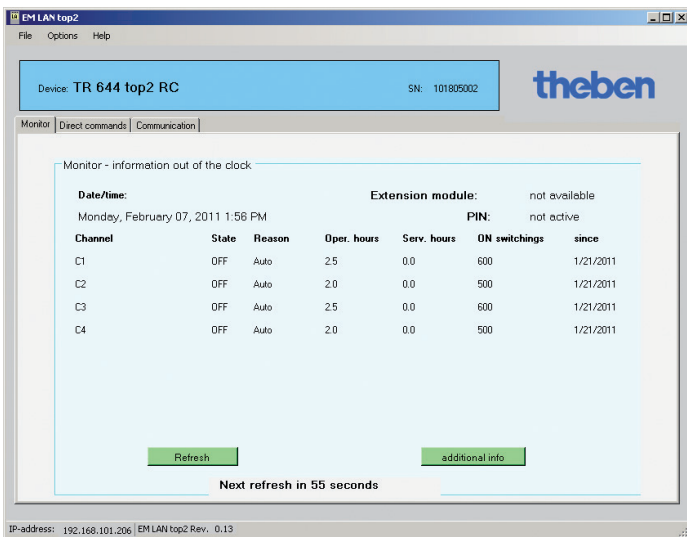 EM LAN top2
File Options Help
Device: TR 644 top2 RC SN: 101805002
theben
Monitor Direct commands Communication
Monitor - information out of the clock
Date/time: Extension module: not available
Monday, February 07, 2011 1:56 PM PIN: not active
Channel State Reason Oper. hours Serv. hours ON switchings since
C1 OFF Auto 2.5 0.0 600 1/21/2011
C2 OFF Auto 2.0 0.0 500 1/21/2011
C3 OFF Auto 2.5 0.0 600 1/21/2011
C4 OFF Auto 2.0 0.0 500 1/21/2011
Refresh additional info
Next refresh in 55 seconds
IP-address: 192.168.101.206 EM LAN top2 Rev. 0.13